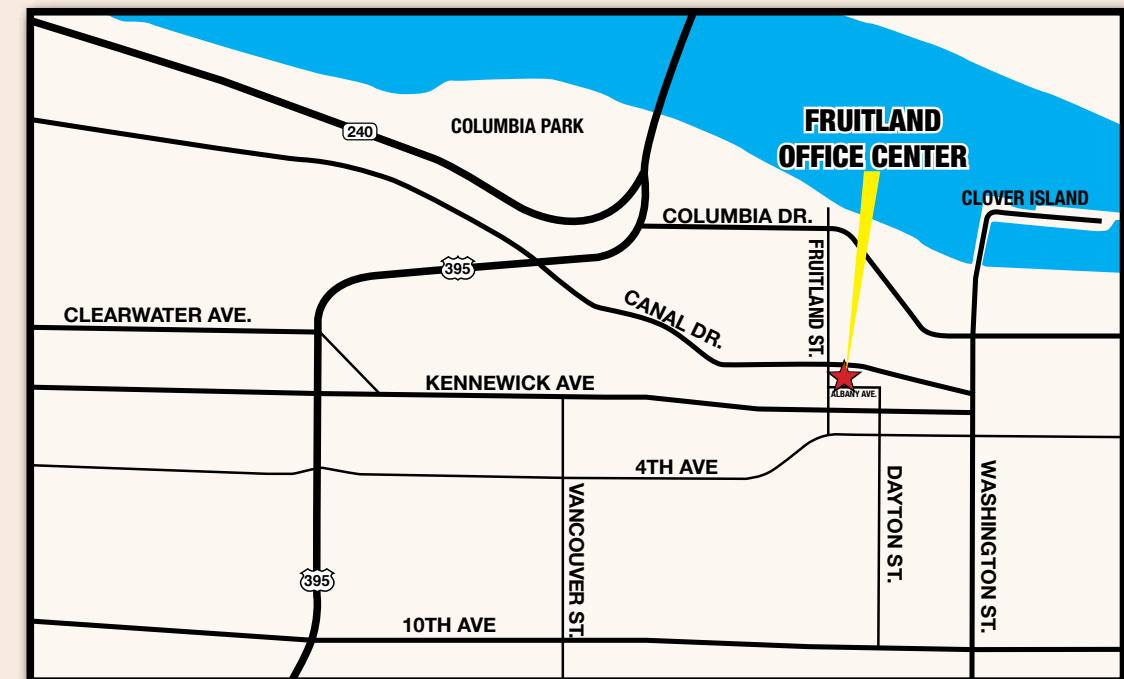 240
COLUMBIA PARK
FRUITLAND
OFFICE CENTER
CLOVER ISLAND
COLUMBIA DR.
FRUITLAND ST.
395
CANAL DR.
CLEARWATER AVE.
KENNEWICK AVE
ALBANY AVE.
4TH AVE
VANCOUVER ST.
DAYTON ST.
WASHINGTON ST.
395
10TH AVE